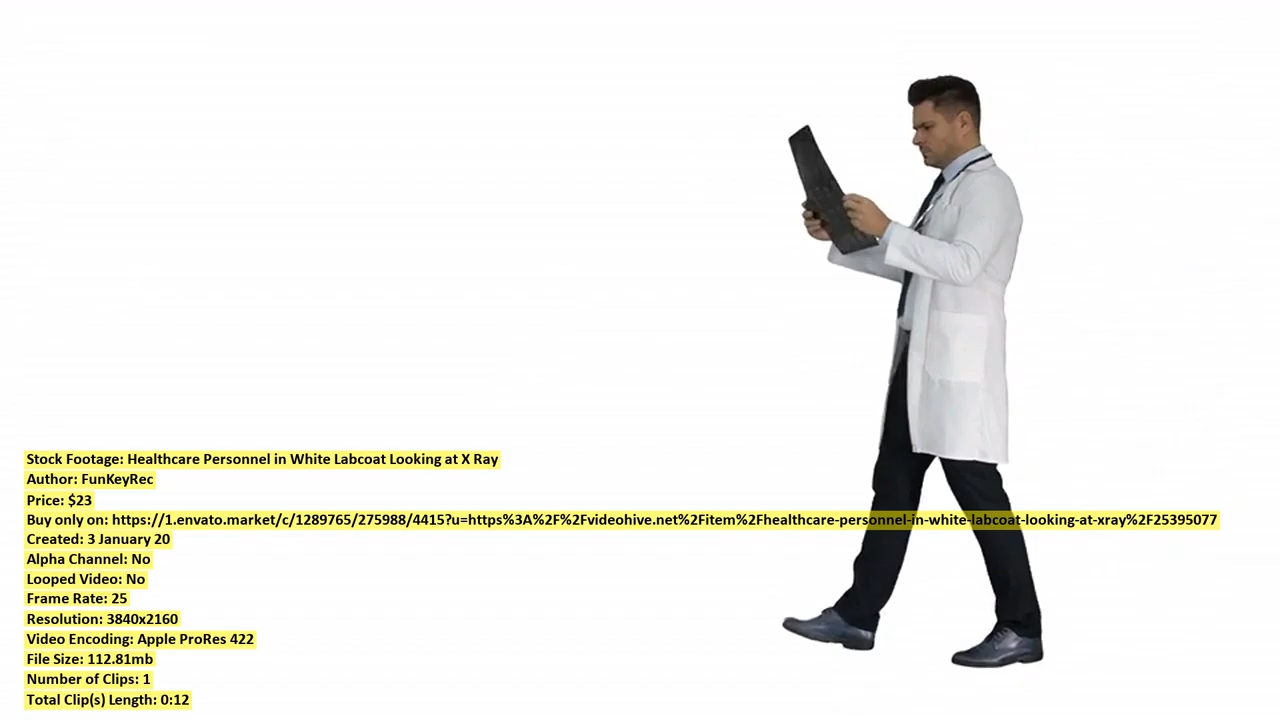 Stock Footage: Healthcare Personnel in White Labcoat Looking at X Ray
Author: FunKeyRec
Price: $23
Buy only on: https://1.envato.market/c/1289765/275988/4415?u=https%3A%2F%2Fvideohive.net%2Fitem%2Fhealthcare-personnel-in-white-labcoat-looking-at-xray%2F25395077
Created: 3 January 20
Alpha Channel: No
Looped Video: No
Frame Rate: 25
Resolution: 3840x2160
Video Encoding: Apple ProRes 422
File Size: 112.81mb
Number of Clips: 1
Total Clip(s) Length: 0:12